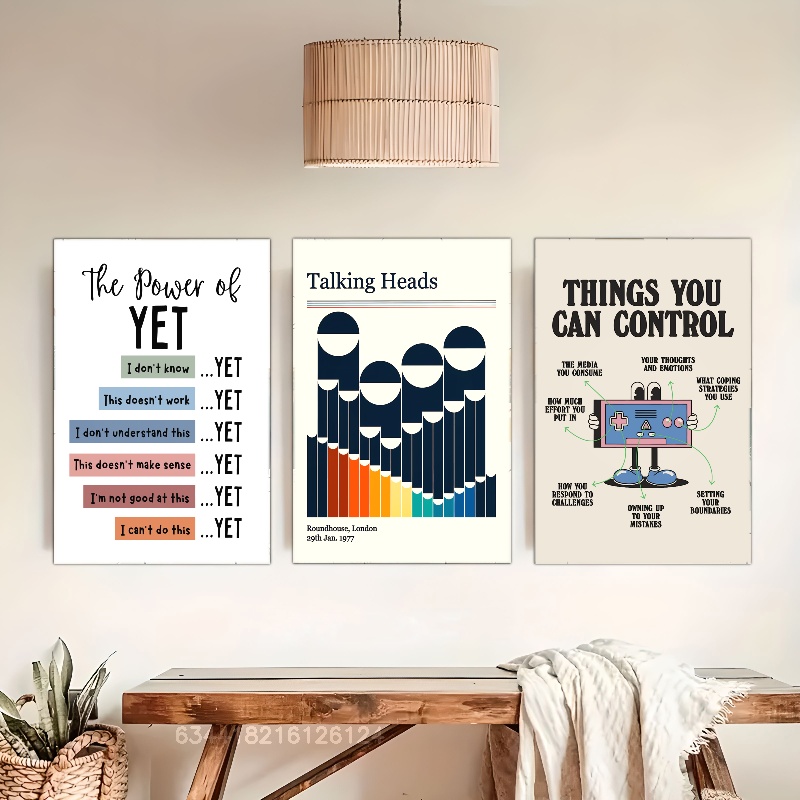 The Power of
YET
I don't know ...YET
This doesn't work ...YET
I don't understand this ...YET
This doesn't make sense ...YET
I'm not good at this ...YET
I can't do this ...YET
Talking Heads
Roundhouse, London
29th Jan, 1977
THINGS YOU
CAN CONTROL
THE MEDIA
YOU CONSUME
YOUR THOUGHTS
AND EMOTIONS
WHAT COPING
STRATEGIES
YOU USE
HOW MUCH
EFFORT YOU
PUT IN
HOW YOU
RESPOND TO
CHALLENGES
OWNING UP
TO YOUR
MISTAKES
SETTING
YOUR
BOUNDARIES